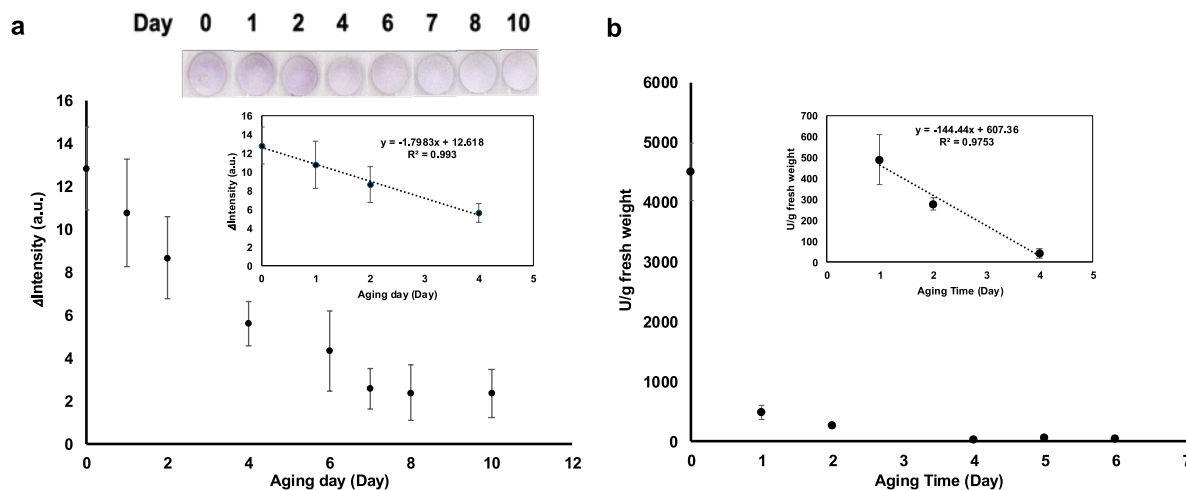 a
Day 0 1 2 4 6 7 8 10
16
14
12
10
8
6
4
2
0
ΔIntensity (a.u.)
0 2 4 6 8 10 12
Aging day (Day)
16
14
12
10
8
6
4
2
0
ΔIntensity (a.u.)
y = -1.7983x + 12.618
R² = 0.993
0 1 2 3 4 5
Aging day (Day)
b
6000
5000
4000
3000
2000
1000
0
U/g fresh weight
0 1 2 3 4 5 6 7
Aging Time (Day)
700
600
500
400
300
200
100
0
U/g fresh weight
y = -144.44x + 607.36
R² = 0.9753
0 1 2 3 4 5
Aging Time (Day)